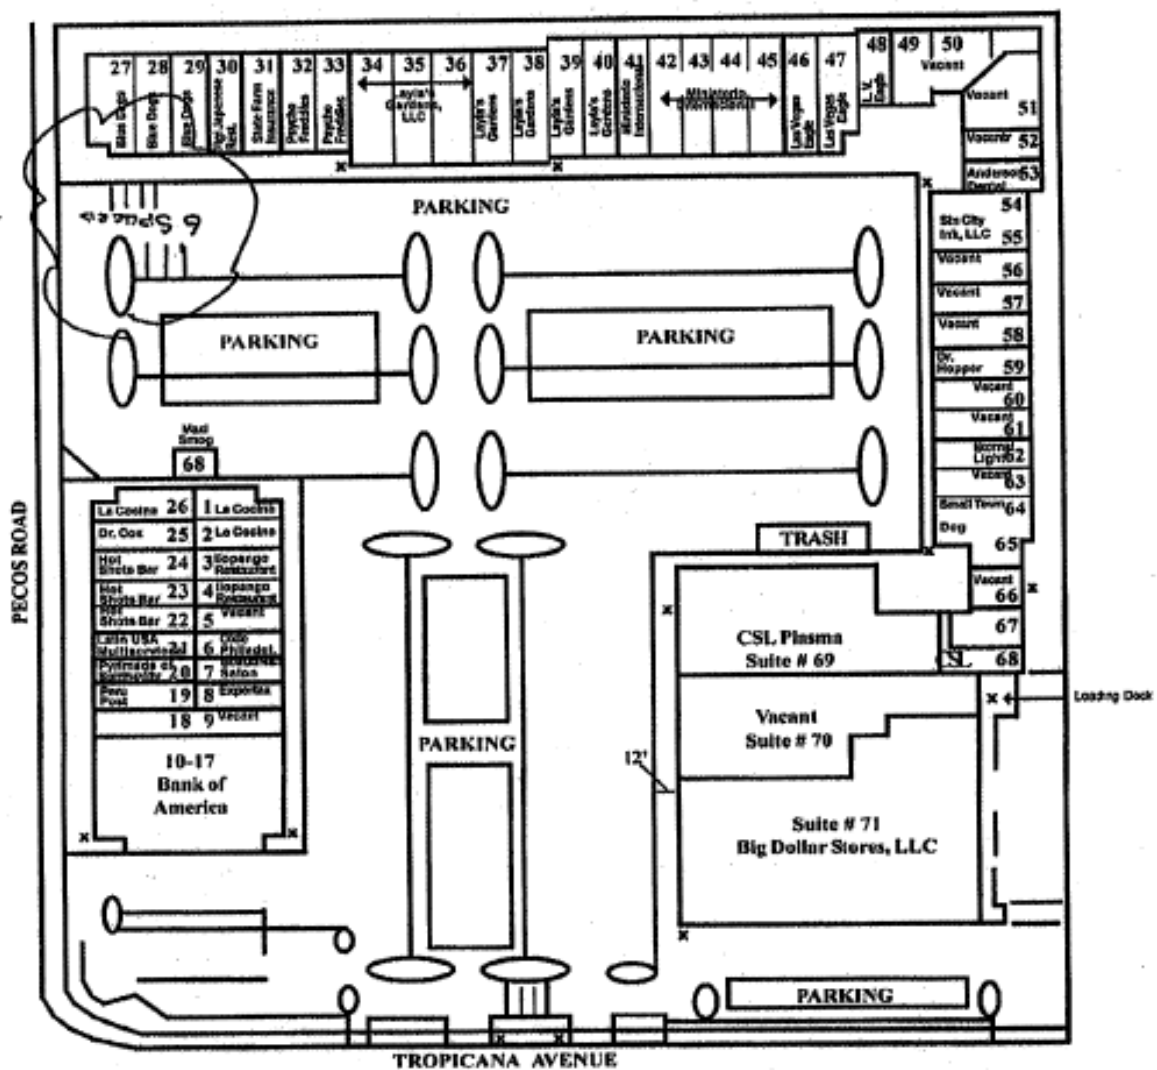 27 28 29 30 31 32 33 34 35 36 37 38 39 40 41 42 43 44 45 46 47 48 49 50
Blue Dogs
Blue Dogs
Blue Dogs
Japenese
Rest.
State Farm
Insurance
Psycho
Freddies
Psycho
Freddies
Layla's
Gardens,
LLC
Layla's
Gardens
Layla's
Gardens
Layla's
Gardens
Layla's
Gardens
Ministerio
Internacional
Ministerio
Internacional
Las Vegas
Eagle
Las Vegas
Eagle
L.V.
Eagle
Vacant
Vacant
51
Vacant 52
Anderson 53
Dental
54
Sin City
Ink, LLC 55
Vacant
56
Vacant
57
Vacant
58
Dr.
Hopper 59
Vacant
60
Vacant
61
Eternal
Light 62
Vacant
63
Small Town 64
Dog
65
Vacant
66
67
CSL 68
6 Spaces
PARKING
PARKING
PARKING
Maxi
Smog
68
La Cocina 26
1 La Cocina
Dr. Cox 25
2 La Cocina
Hot
Shots Bar 24
3 Ilopango
Restaurant
Hot
Shots Bar 23
4 Ilopango
Restaurant
Hot
Shots Bar 22
5 Vacant
Latin USA
Multiservices 21
6
Philadel.
20
7
Salon
Peru
Post 19
8 Expertax
18
9 Vacant
10-17
Bank of
America
PECOS ROAD
TRASH
CSL Plasma
Suite # 69
Vacant
Suite # 70
Suite # 71
Big Dollar Stores, LLC
Loading Dock
12'
PARKING
PARKING
TROPICANA AVENUE